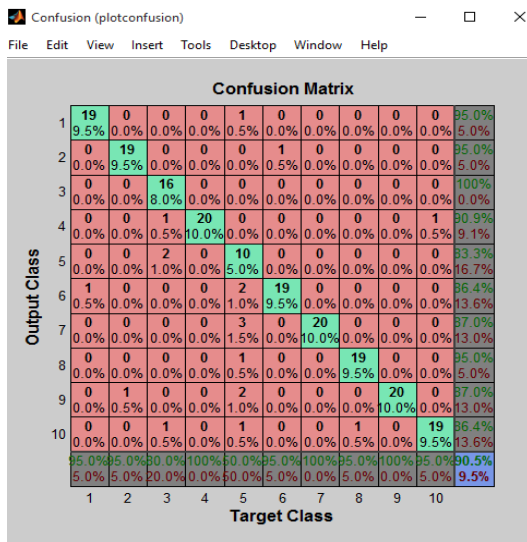 Confusion (plotconfusion)
File Edit View Insert Tools Desktop Window Help
Confusion Matrix
1 19 0 0 0 1 0 0 0 0 0 95.0%
9.5% 0.0% 0.0% 0.0% 0.5% 0.0% 0.0% 0.0% 0.0% 0.0% 5.0%
2 0 19 0 0 0 1 0 0 0 0 95.0%
0.0% 9.5% 0.0% 0.0% 0.0% 0.5% 0.0% 0.0% 0.0% 0.0% 5.0%
3 0 0 16 0 0 0 0 0 0 0 100%
0.0% 0.0% 8.0% 0.0% 0.0% 0.0% 0.0% 0.0% 0.0% 0.0% 0.0%
4 0 0 1 20 0 0 0 0 0 1 90.9%
0.0% 0.0% 0.5% 10.0% 0.0% 0.0% 0.0% 0.0% 0.0% 0.5% 9.1%
5 0 0 2 0 10 0 0 0 0 0 83.3%
0.0% 0.0% 1.0% 0.0% 5.0% 0.0% 0.0% 0.0% 0.0% 0.0% 16.7%
6 1 0 0 0 2 19 0 0 0 0 86.4%
0.5% 0.0% 0.0% 0.0% 1.0% 9.5% 0.0% 0.0% 0.0% 0.0% 13.6%
7 0 0 0 0 3 0 20 0 0 0 87.0%
0.0% 0.0% 0.0% 0.0% 1.5% 0.0% 10.0% 0.0% 0.0% 0.0% 13.0%
8 0 0 0 0 1 0 0 19 0 0 95.0%
0.0% 0.0% 0.0% 0.0% 0.5% 0.0% 0.0% 9.5% 0.0% 0.0% 5.0%
9 0 1 0 0 2 0 0 0 20 0 87.0%
0.0% 0.5% 0.0% 0.0% 1.0% 0.0% 0.0% 0.0% 10.0% 0.0% 13.0%
10 0 0 1 0 1 0 0 1 0 19 86.4%
0.0% 0.0% 0.5% 0.0% 0.5% 0.0% 0.0% 0.5% 0.0% 9.5% 13.6%
95.0% 95.0% 80.0% 100% 50.0% 95.0% 100% 95.0% 100% 95.0% 90.5%
5.0% 5.0% 20.0% 0.0% 50.0% 5.0% 0.0% 5.0% 0.0% 5.0% 9.5%
1 2 3 4 5 6 7 8 9 10
Target Class
Output Class